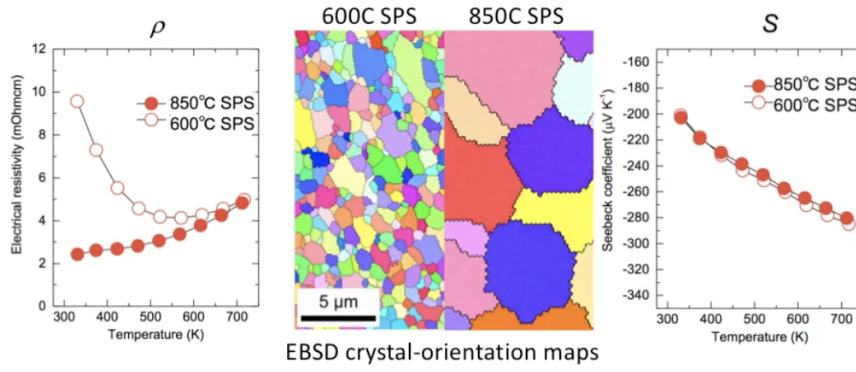 ρ
12
10
8
6
4
2
0
Electrical resistivity (mOhmcm)
850°C SPS
600°C SPS
300 400 500 600 700
Temperature (K)
600C SPS 850C SPS
5 μm
EBSD crystal-orientation maps
S
-160
-180
-200
-220
-240
-260
-280
-300
-320
-340
Seebeck coefficient (μV K⁻¹)
850°C SPS
600°C SPS
300 400 500 600 700
Temperature (K)